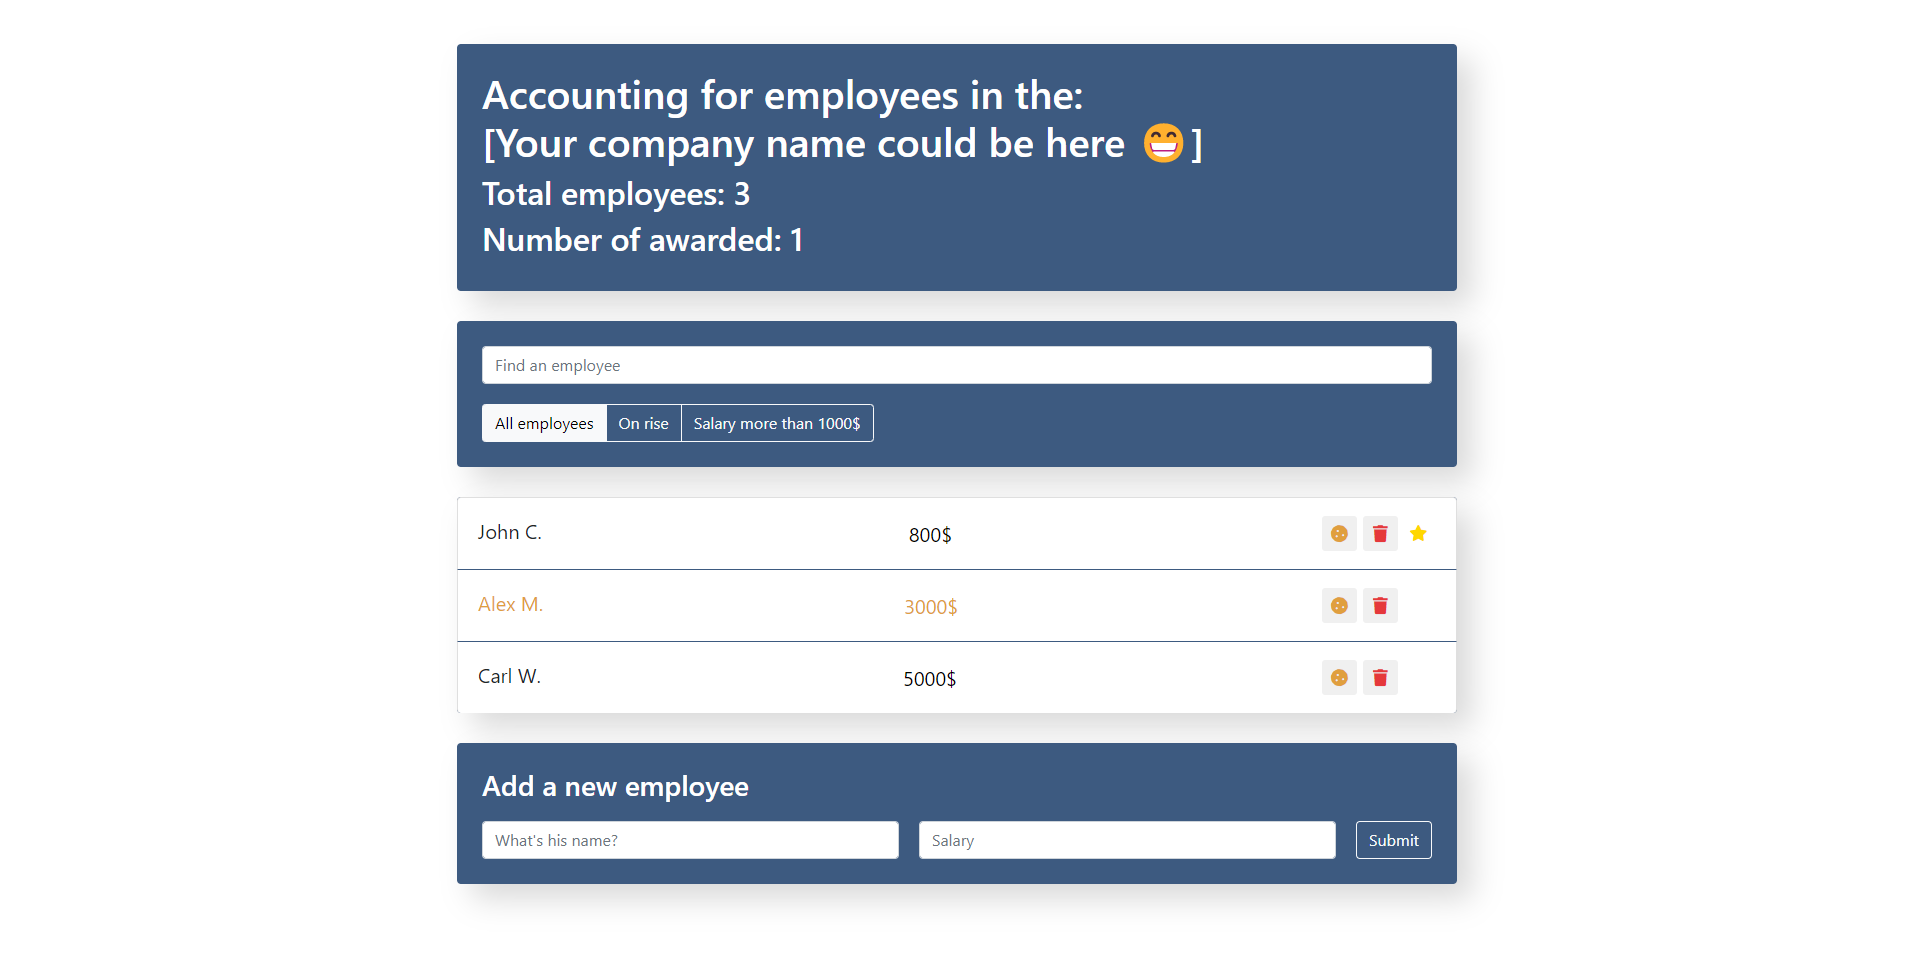 Accounting for employees in the:
[Your company name could be here 😁]
Total employees: 3
Number of awarded: 1
Find an employee
All employees On rise Salary more than 1000$
John C. 800$
Alex M. 3000$
Carl W. 5000$
Add a new employee
What's his name? Salary Submit